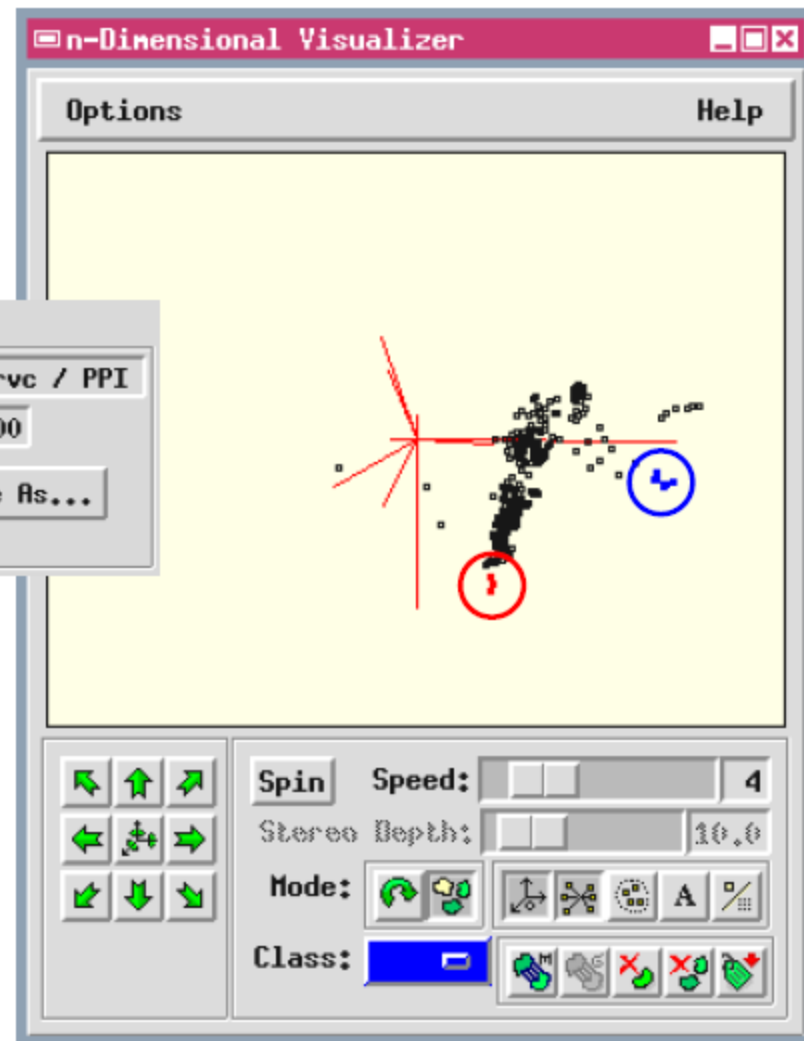 n-Dimensional Visualizer
Options Help
rvc / PPI
00
As...
Spin Speed: 4
Stereo Depth: 10.0
Mode: A
Class: